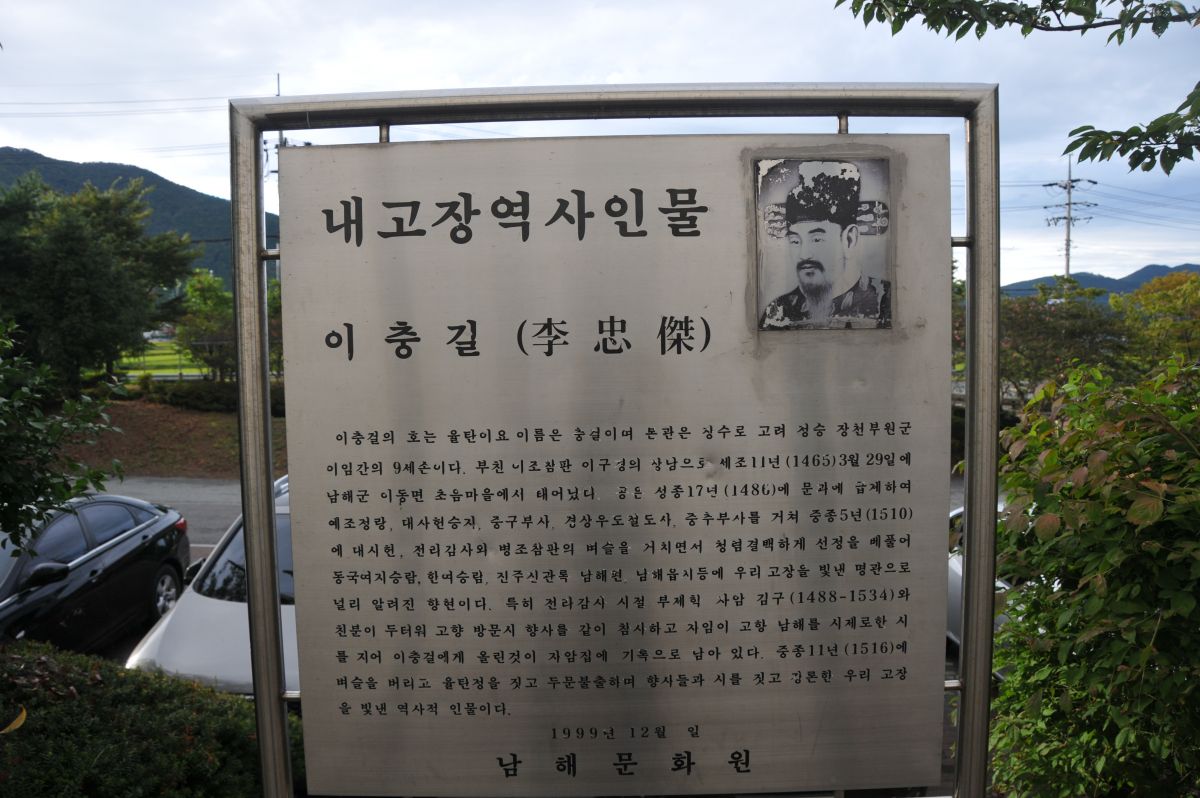 내고장역사인물
이 충 길 (李 忠 傑)
이충걸의 호는 율탄이요 이름은 충걸이며 본관은 성수로 고려 정승 장천부원군
이임간의 9세손이다. 부친 이조참판 이구성의 상남으로 세조11년(1465)3월 29일에
남해군 이동면 초음마을에서 태어났다. 공은 성종17년(1486)에 문과에 급제하여
예조정랑, 대사헌승지, 중구부사, 경상우도철도사, 중추부사를 거쳐 중종5년(1510)
에 대시헌, 전리감사외 병조참판의 벼슬을 거치면서 청렴결백하게 선정을 베풀어
동국여지승람, 한여승람, 진주신관록 남해원, 남해읍지등에 우리 고장을 빛낸 명관으로
널리 알려진 향현이다. 특히 전라감사 시절 부제학 사암 김구(1488-1534)와
친분이 두터워 고향 방문시 향사를 같이 참사하고 자임이 고향 남해를 시제로한 시
를 지어 이충걸에게 올린것이 자암집에 기록으로 남아 있다. 중종11년(1516)에
벼슬을 버리고 율탄정을 짓고 두문불출하며 향시들과 시를 짓고 강론한 우리 고장
을 빛낸 역사적 인물이다.
1999년 12월 일
남 해 문 화 원